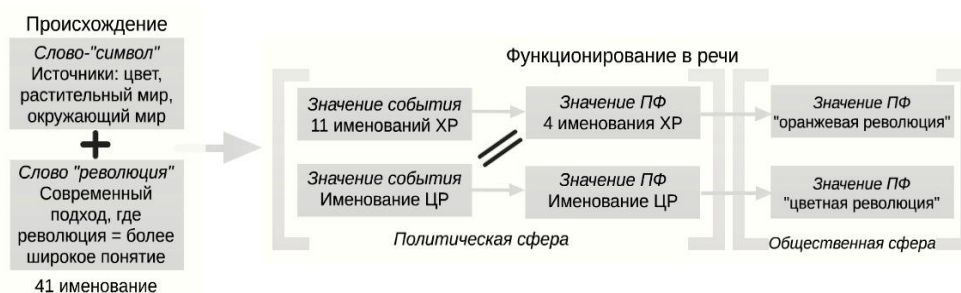 Происхождение
Слово-"символ"
Источники: цвет,
растительный мир,
окружающий мир
+
Слово "революция"
Современный
подход, где
революция = более
широкое понятие
41 именование
Функционирование в речи
Значение события
11 именований ХР
Значение ПФ
4 именования ХР
Значение ПФ
"оранжевая революция"
Значение события
Именование ЦР
Значение ПФ
Именование ЦР
Значение ПФ
"цветная революция"
Политическая сфера
Общественная сфера